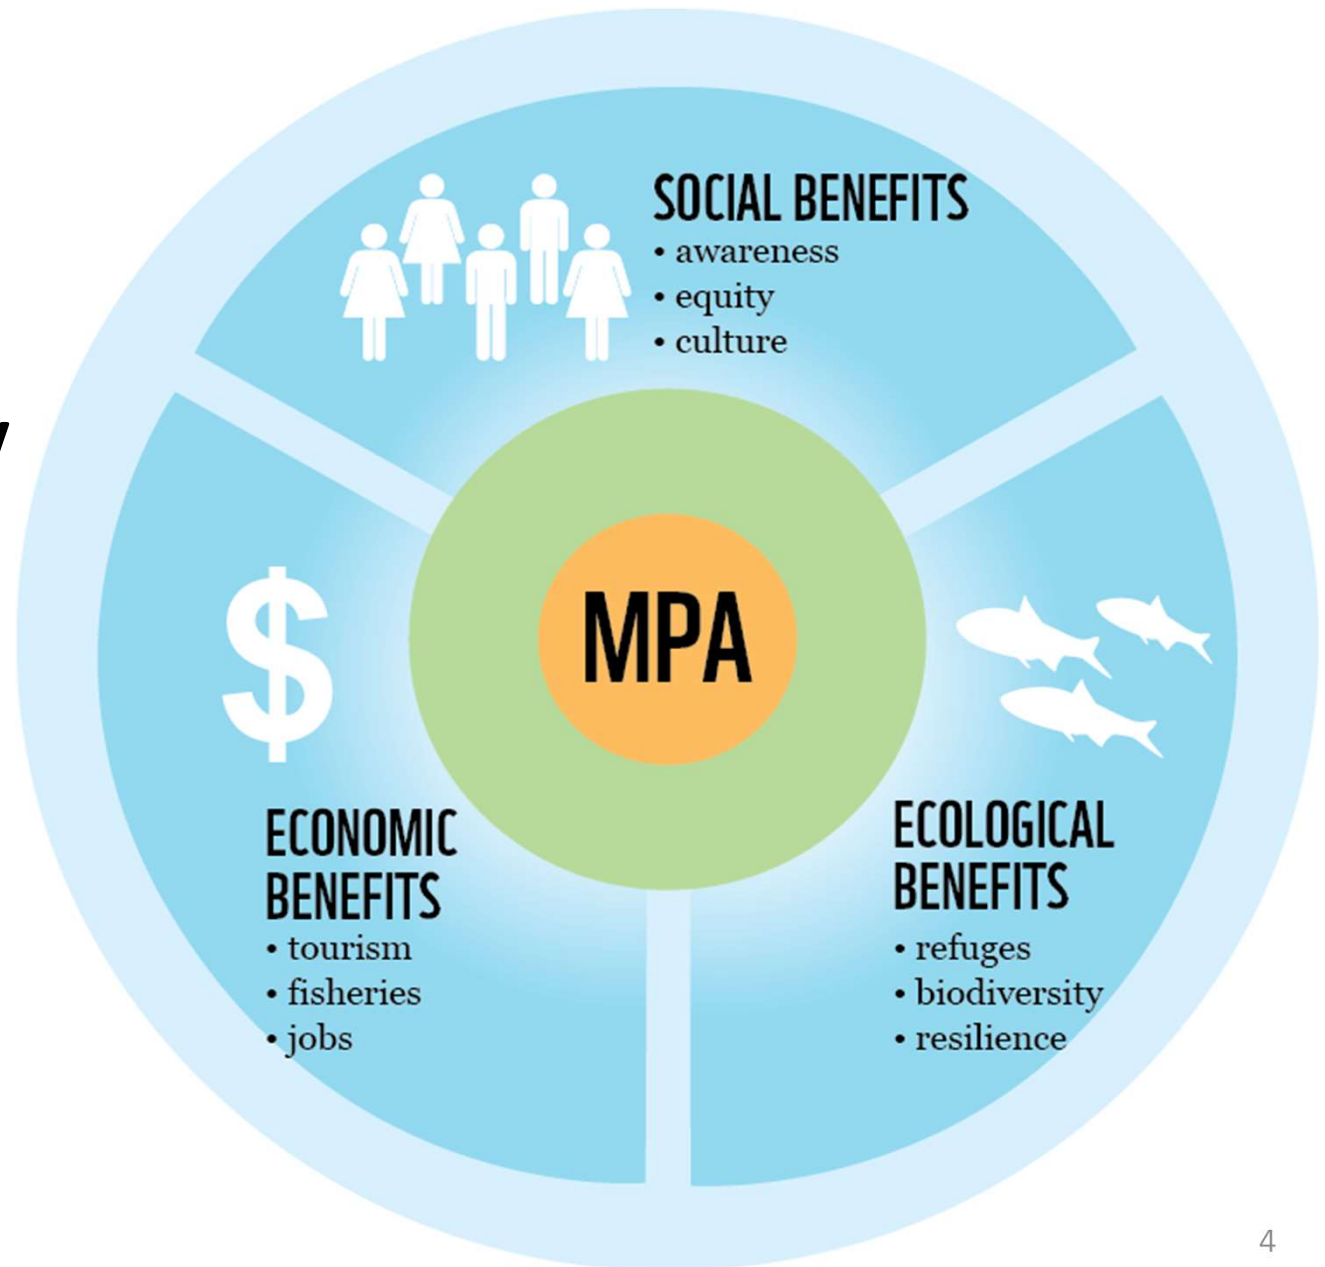 SOCIAL BENEFITS
• awareness
• equity
• culture
MPA
ECONOMIC
BENEFITS
• tourism
• fisheries
• jobs
ECOLOGICAL
BENEFITS
• refuges
• biodiversity
• resilience
4